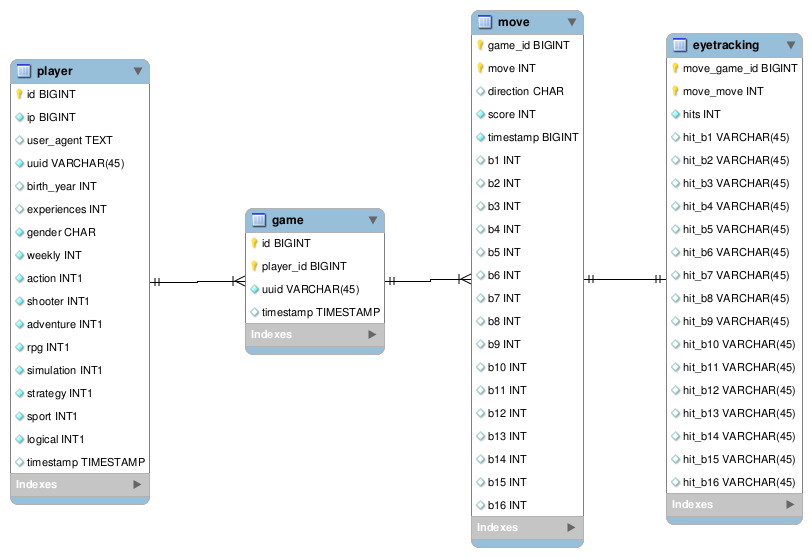 player
id BIGINT
ip BIGINT
user_agent TEXT
uuid VARCHAR(45)
birth_year INT
experiences INT
gender CHAR
weekly INT
action INT1
shooter INT1
adventure INT1
rpg INT1
simulation INT1
strategy INT1
sport INT1
logical INT1
timestamp TIMESTAMP
Indexes
game
id BIGINT
player_id BIGINT
uuid VARCHAR(45)
timestamp TIMESTAMP
Indexes
move
game_id BIGINT
move INT
direction CHAR
score INT
timestamp BIGINT
b1 INT
b2 INT
b3 INT
b4 INT
b5 INT
b6 INT
b7 INT
b8 INT
b9 INT
b10 INT
b11 INT
b12 INT
b13 INT
b14 INT
b15 INT
b16 INT
Indexes
eyetracking
move_game_id BIGINT
move_move INT
hits INT
hit_b1 VARCHAR(45)
hit_b2 VARCHAR(45)
hit_b3 VARCHAR(45)
hit_b4 VARCHAR(45)
hit_b5 VARCHAR(45)
hit_b6 VARCHAR(45)
hit_b7 VARCHAR(45)
hit_b8 VARCHAR(45)
hit_b9 VARCHAR(45)
hit_b10 VARCHAR(45)
hit_b11 VARCHAR(45)
hit_b12 VARCHAR(45)
hit_b13 VARCHAR(45)
hit_b14 VARCHAR(45)
hit_b15 VARCHAR(45)
hit_b16 VARCHAR(45)
Indexes